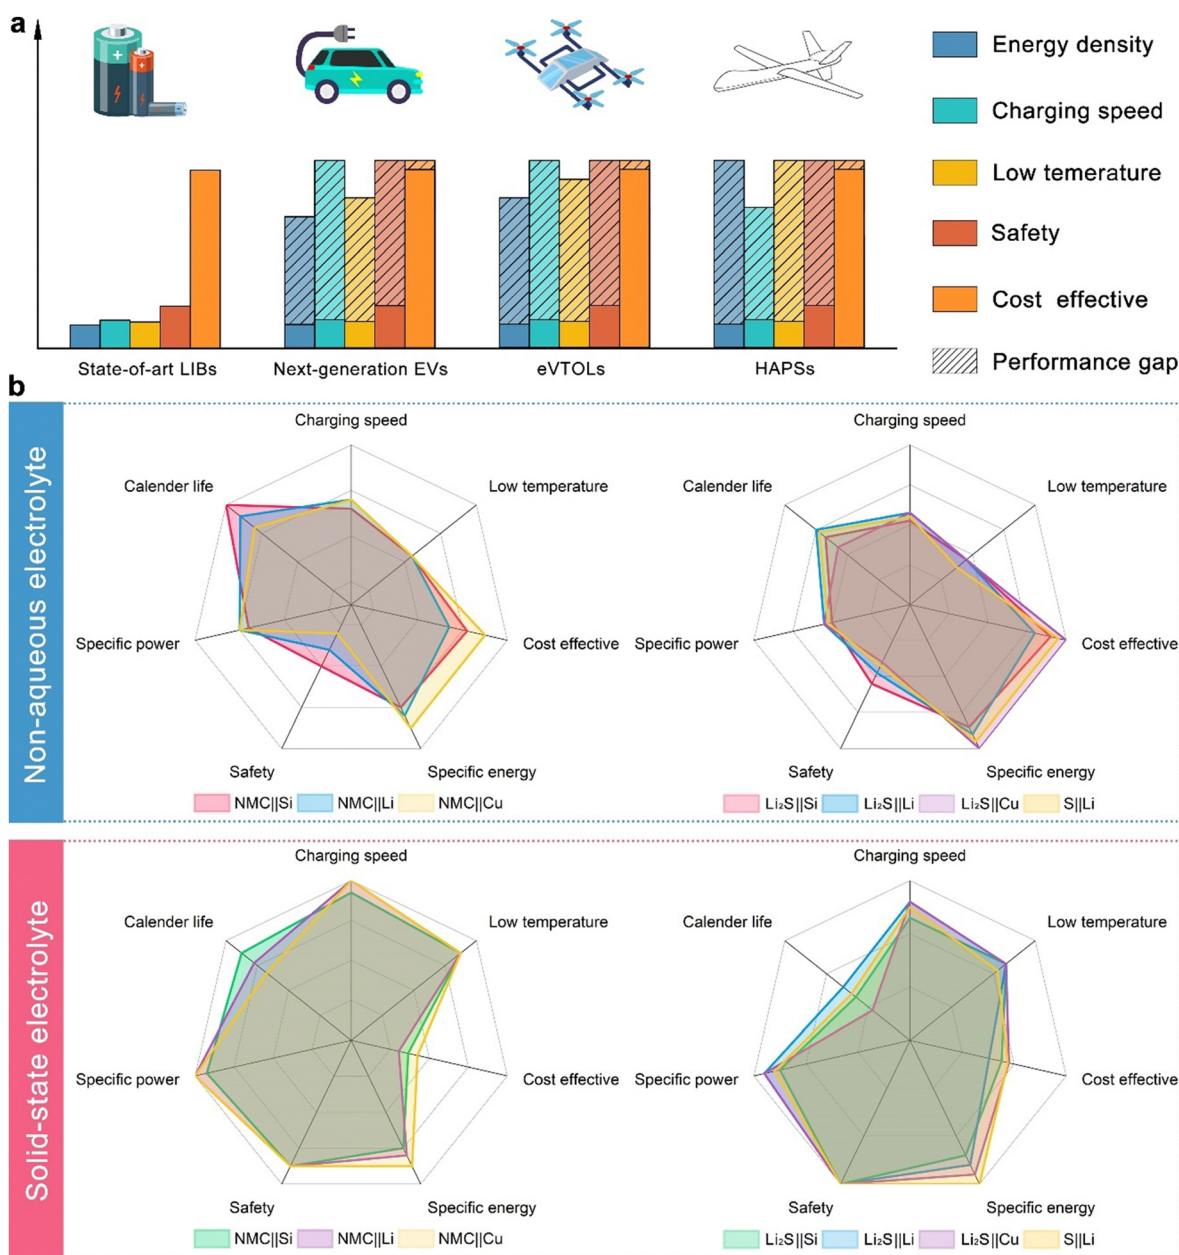 a
Energy density
Charging speed
Low temerature
Safety
Cost effective
Performance gap
State-of-art LIBs
Next-generation EVs
eVTOLs
HAPSs
b
Non-aqueous electrolyte
Charging speed
Calender life
Low temperature
Specific power
Cost effective
Safety
Specific energy
NMC||Si
NMC||Li
NMC||Cu
Charging speed
Calender life
Low temperature
Specific power
Cost effective
Safety
Specific energy
Li₂S||Si
Li₂S||Li
Li₂S||Cu
S||Li
Solid-state electrolyte
Charging speed
Calender life
Low temperature
Specific power
Cost effective
Safety
Specific energy
NMC||Si
NMC||Li
NMC||Cu
Charging speed
Calender life
Low temperature
Specific power
Cost effective
Safety
Specific energy
Li₂S||Si
Li₂S||Li
Li₂S||Cu
S||Li